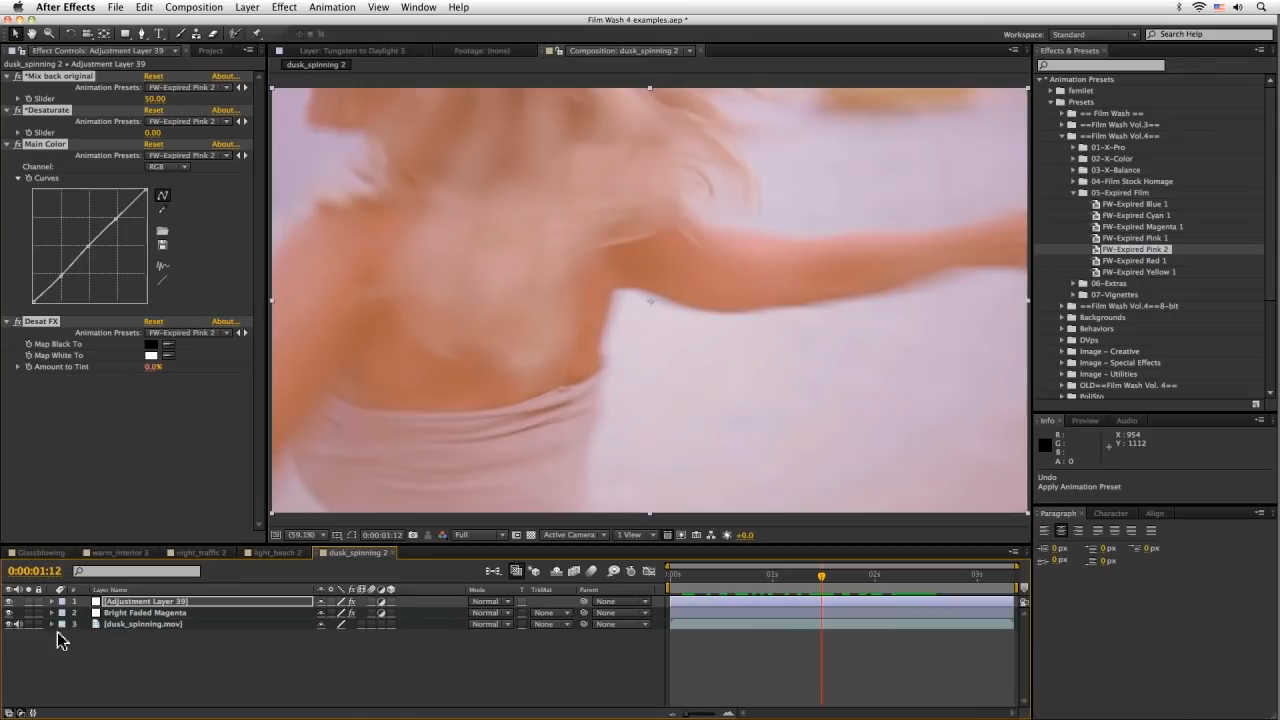 After Effects File Edit Composition Layer Effect Animation View Window Help
Film Wash 4 examples.aep *
Workspace: Standard Search Help
Effect Controls: Adjustment Layer 39 Project
Layer: Tungsten to Daylight 3 Footage: (none) Composition: dusk_spinning 2
Effects & Presets
dusk_spinning 2 • Adjustment Layer 39
dusk_spinning 2
*Mix back original Reset About...
Animation Presets: FW-Expired Pink 2
Slider 50.00
*Desaturate Reset About...
Animation Presets: FW-Expired Pink 2
Slider 0.00
Main Color Reset About...
Animation Presets: FW-Expired Pink 2
Channel: RGB
Curves
Desat FX Reset About...
Animation Presets: FW-Expired Pink 2
Map Black To
Map White To
Amount to Tint 0.0%
* Animation Presets
femilet
Presets
== Film Wash ==
==Film Wash Vol.3==
==Film Wash Vol.4==
01-X-Pro
02-X-Color
03-X-Balance
04-Film Stock Homage
05-Expired Film
FW-Expired Blue 1
FW-Expired Cyan 1
FW-Expired Magenta 1
FW-Expired Pink 1
FW-Expired Pink 2
FW-Expired Red 1
FW-Expired Yellow 1
06-Extras
07-Vignettes
==Film Wash Vol.4==8-bit
Backgrounds
Behaviors
DVps
Image - Creative
Image - Special Effects
Image - Utilities
OLD==Film Wash Vol. 4==
Info Preview Audio
R :
G :
B :
A : 0
X : 954
Y : 1112
Undo
Apply Animation Preset
Paragraph Character Align
0 px 0 px 0 px
0 px 0 px
(59.1%) 0:00:01:12 Full Active Camera 1 View +0.0
Glassblowing warm_interior 3 night_traffic 2 light_beach 2 dusk_spinning 2
0:00:01:12
:00s 01s 02s 03s
# Layer Name Mode T TrkMat Parent
1 [Adjustment Layer 39] Normal None
2 Bright Faded Magenta Normal None None
3 [dusk_spinning.mov] Normal None None